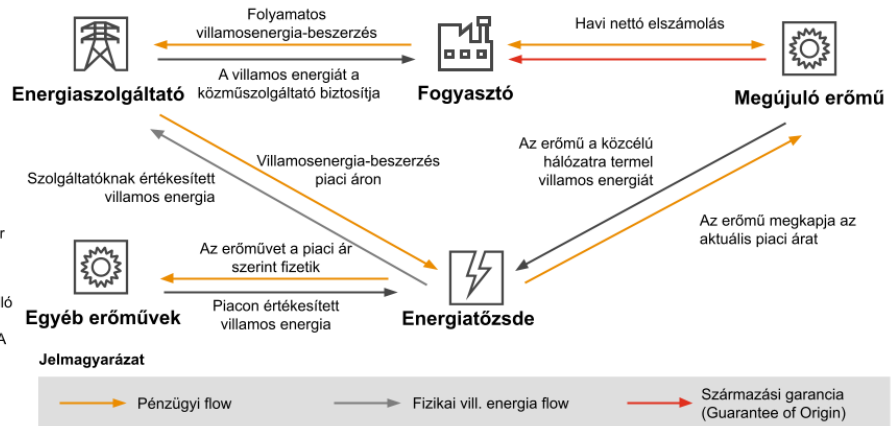 Folyamatos
villamosenergia-beszerzés
Havi nettó elszámolás
A villamos energiát a
közműszolgáltató biztosítja
Energiaszolgáltató
Fogyasztó
Megújuló erőmű
Szolgáltatóknak értékesített
villamos energia
Villamosenergia-beszerzés
piaci áron
Az erőmű a közcélú
hálózatra termel
villamos energiát
Az erőmű megkapja az
aktuális piaci árat
r
Az erőművet a piaci ár
szerint fizetik
ló
Piacon értékesített
villamos energia
Egyéb erőművek
Energiatőzsde
A
Jelmagyarázat
Pénzügyi flow
Fizikai vill. energia flow
Származási garancia
(Guarantee of Origin)